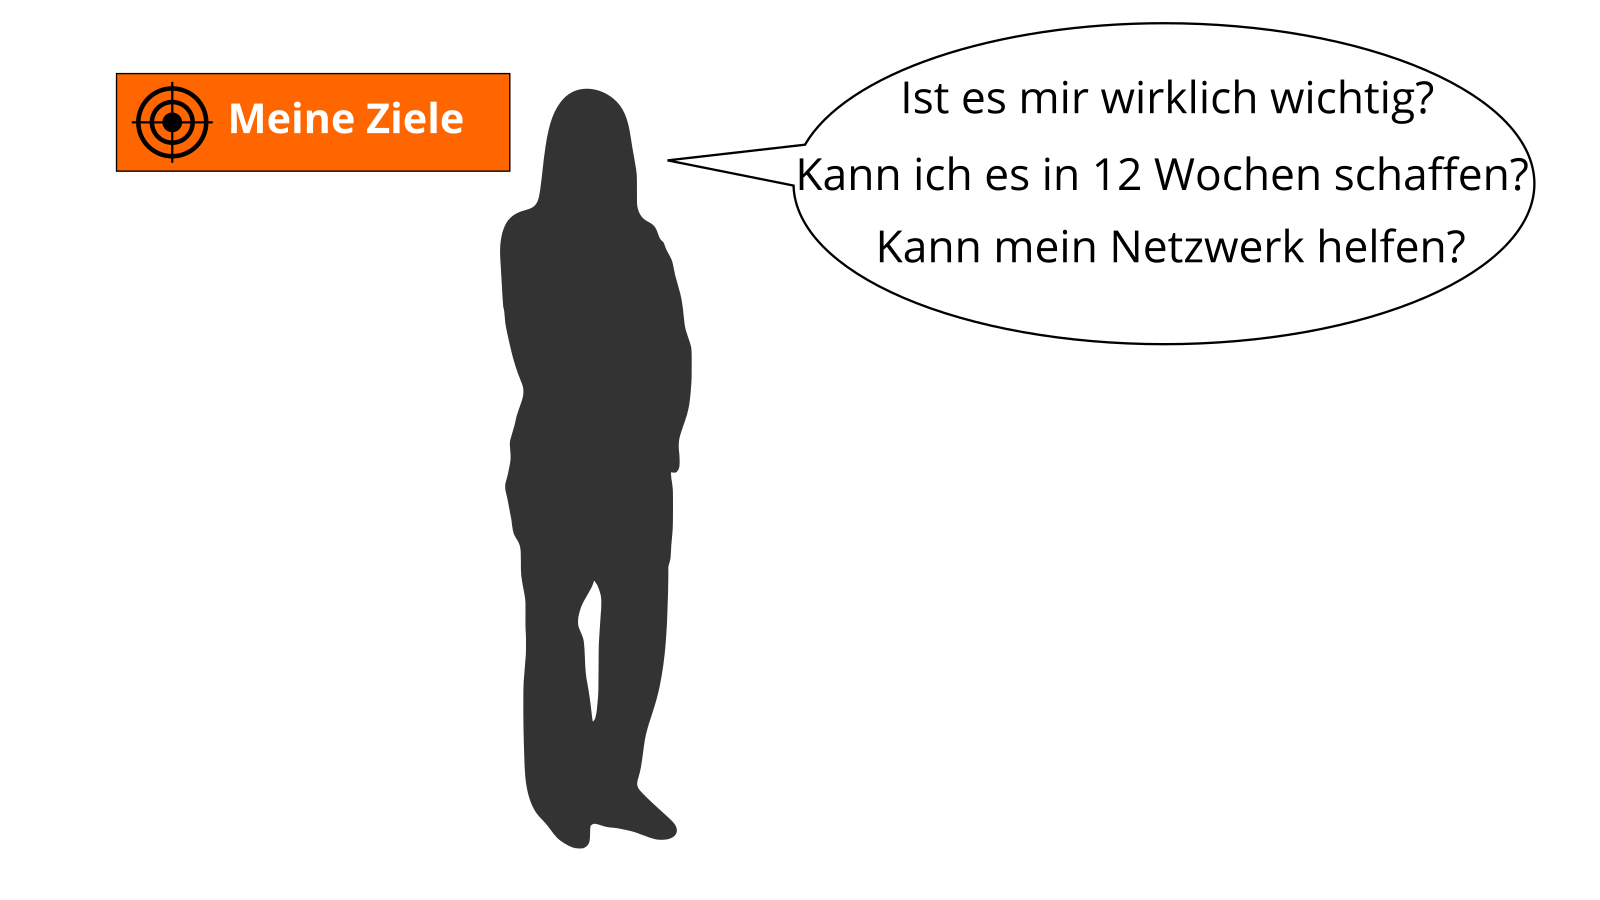 Meine Ziele
Ist es mir wirklich wichtig?
Kann ich es in 12 Wochen schaffen?
Kann mein Netzwerk helfen?